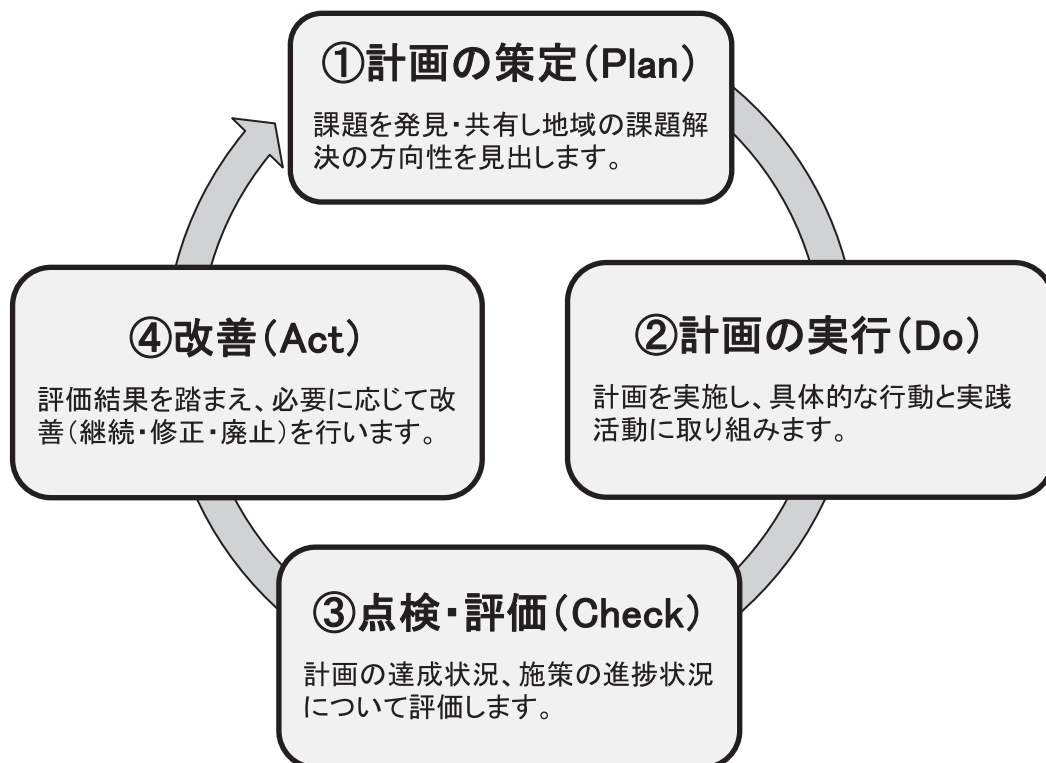 ①計画の策定(Plan)
課題を発見・共有し地域の課題解
決の方向性を見出します。
②計画の実行(Do)
計画を実施し、具体的な行動と実践
活動に取り組みます。
③点検・評価(Check)
計画の達成状況、施策の進捗状況
について評価します。
④改善(Act)
評価結果を踏まえ、必要に応じて改
善(継続・修正・廃止)を行います。